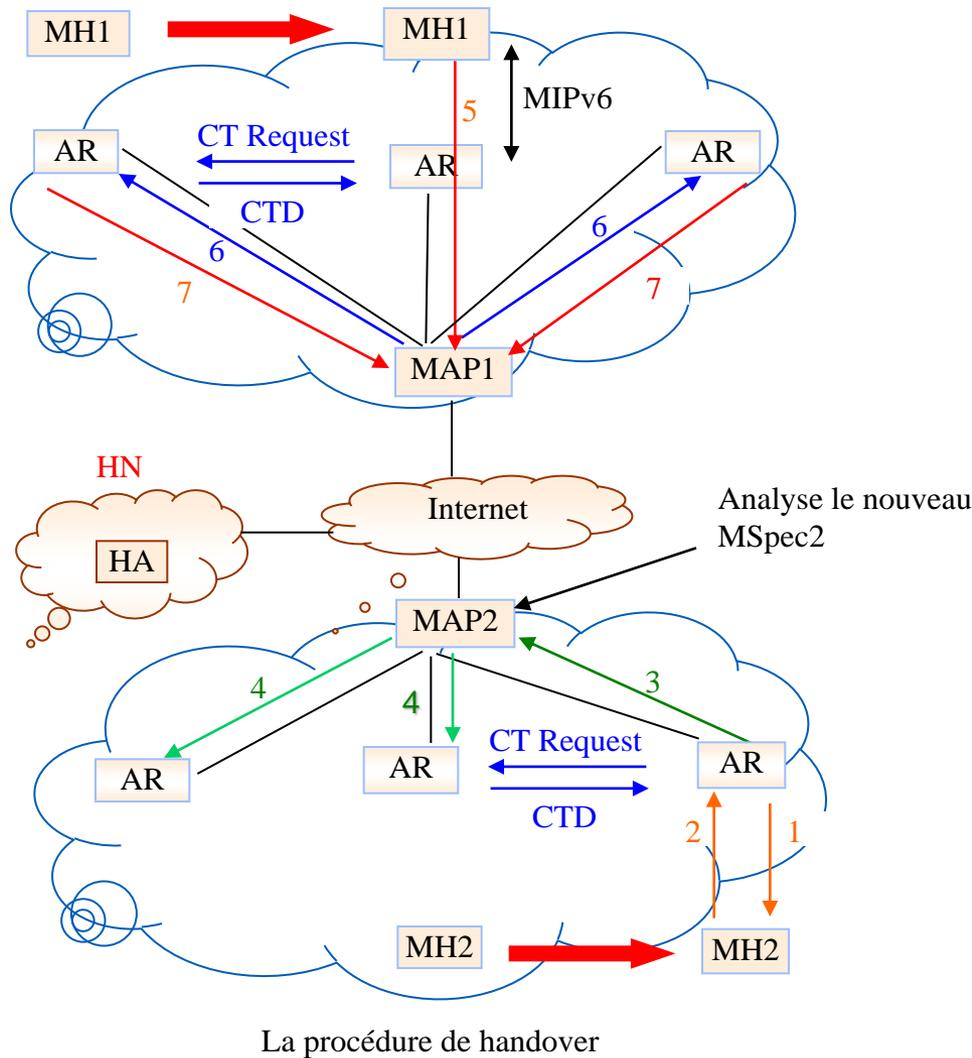 MH1
MH1
MIPv6
5
AR
CT Request
AR
AR
CTD
6
6
7
7
MAP1
HN
Internet
HA
Analyse le nouveau
MSpec2
MAP2
4
4
3
AR
AR
CT Request
AR
CTD
2
1
MH2
MH2
La procédure de handover